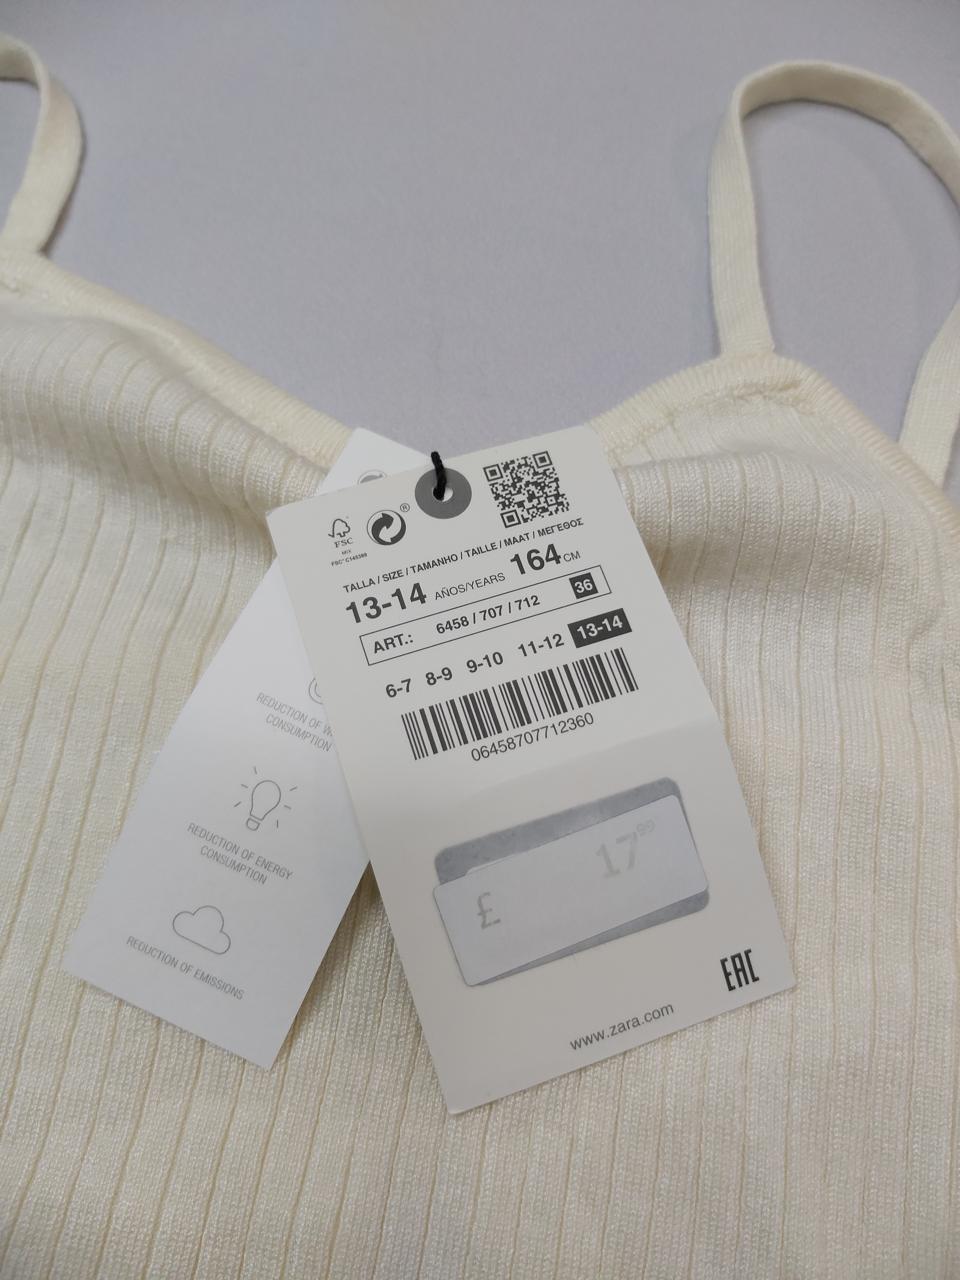 ®
FSC
MIX
FSC® C145399
TALLA / SIZE / TAMANHO / TAILLE / MAAT / ΜΕΓΕΘΟΣ
13-14 AÑOS/YEARS 164 CM
ART.: 6458 / 707 / 712 36
6-7 8-9 9-10 11-12 13-14
06458707712360
£ 17 99
EAC
www.zara.com
REDUCTION OF
CONSUMPTION
REDUCTION OF ENERGY
CONSUMPTION
REDUCTION OF EMISSIONS